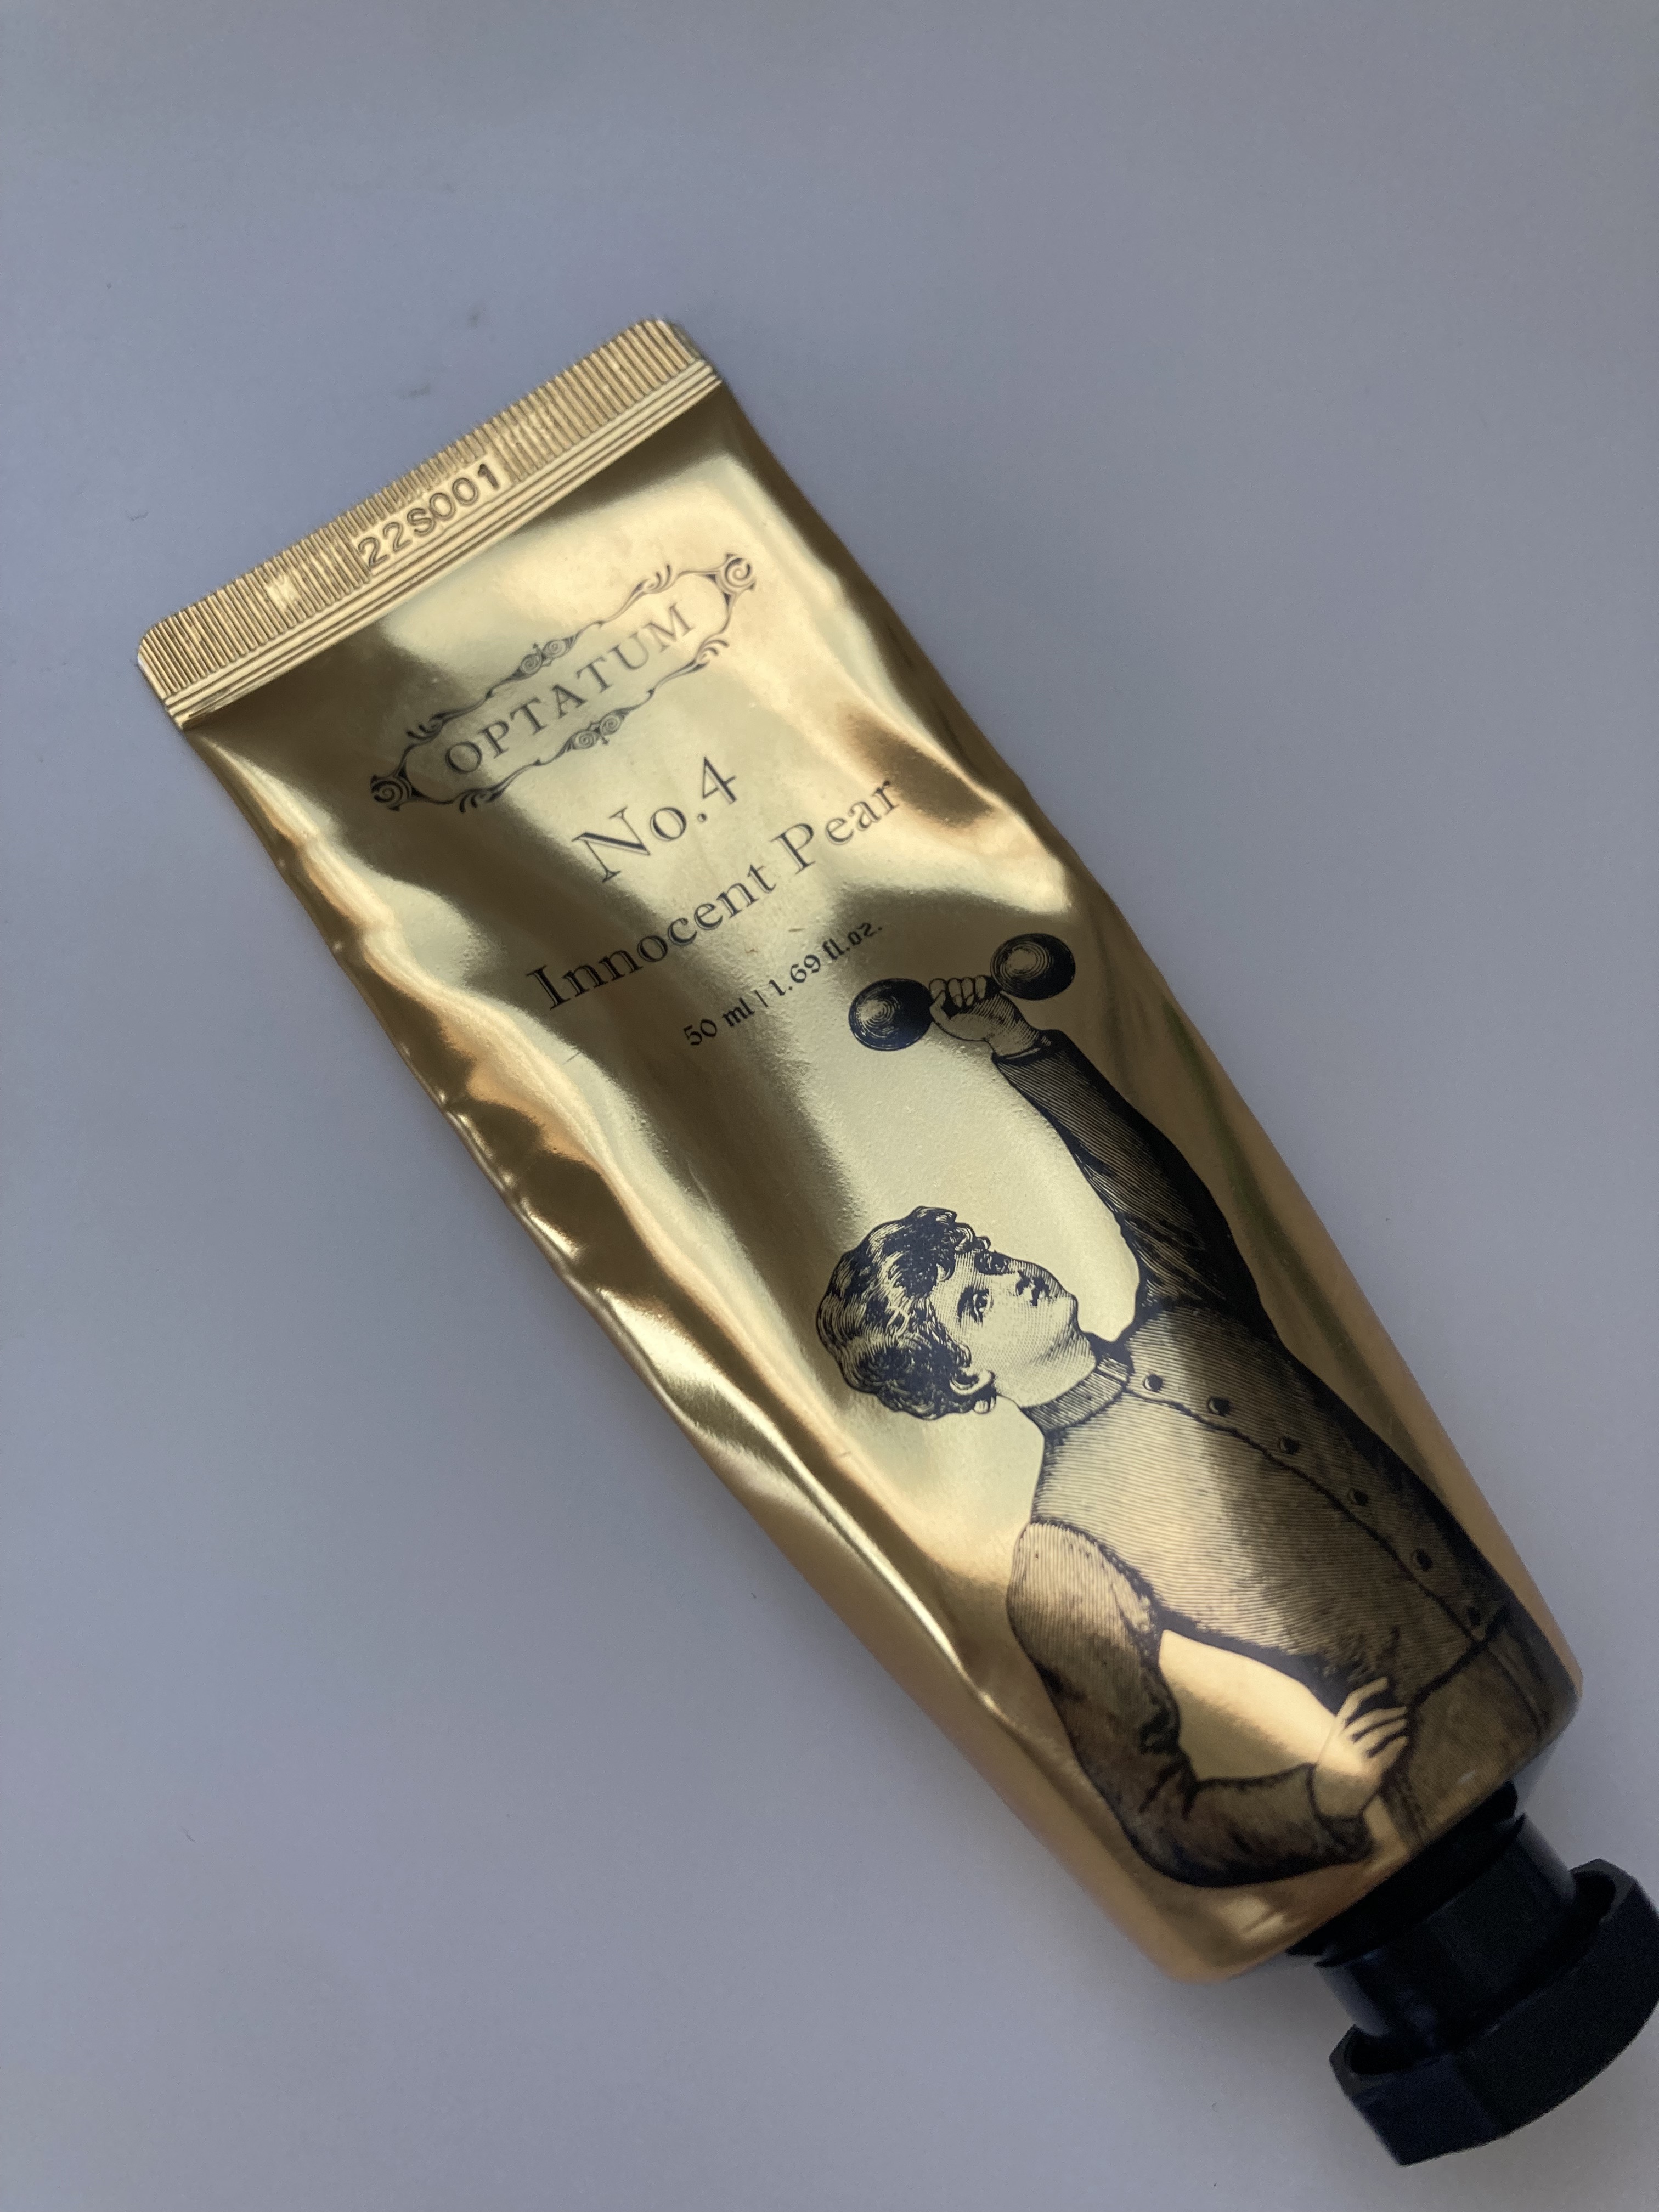 22S001
OPTATUM
No.4
Innocent Pear
50 ml | 1.69 fl.oz.